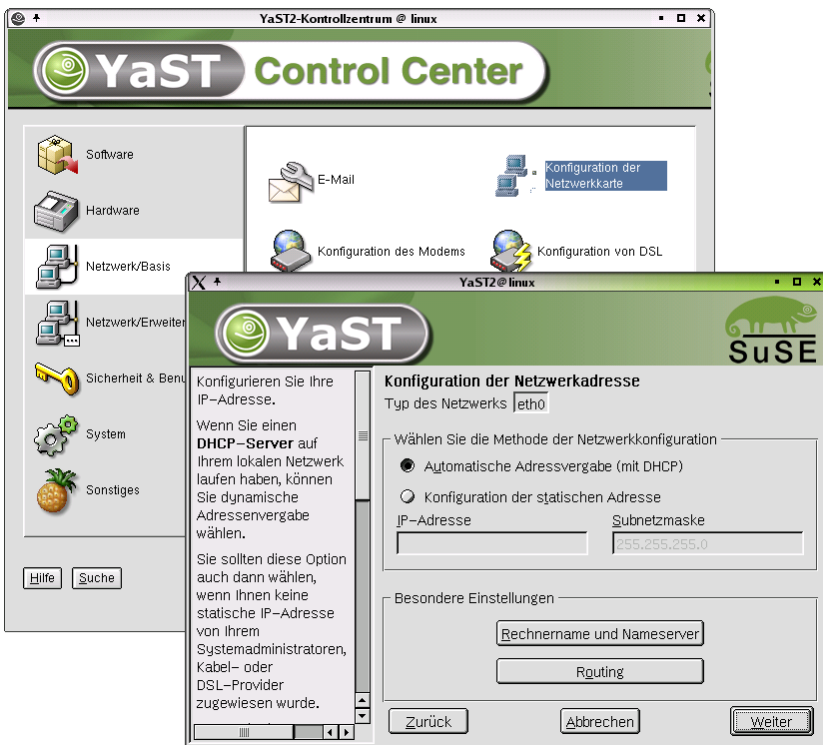 YaST2-Kontrollzentrum @ linux
YaST Control Center
Software
Hardware
Netzwerk/Basis
Netzwerk/Erweiter
Sicherheit & Benu
System
Sonstiges
E-Mail
Konfiguration der
Netzwerkkarte
Konfiguration des Modems
Konfiguration von DSL
Hilfe
Suche
YaST2@linux
YaST
SuSE
Konfigurieren Sie Ihre
IP-Adresse.
Wenn Sie einen
DHCP-Server auf
Ihrem lokalen Netzwerk
laufen haben, können
Sie dynamische
Adressenvergabe
wählen.
Sie sollten diese Option
auch dann wählen,
wenn Ihnen keine
statische IP-Adresse
von Ihrem
Systemadministratoren,
Kabel- oder
DSL-Provider
zugewiesen wurde.
Konfiguration der Netzwerkadresse
Typ des Netzwerks eth0
Wählen Sie die Methode der Netzwerkkonfiguration
Automatische Adressvergabe (mit DHCP)
Konfiguration der statischen Adresse
IP-Adresse Subnetzmaske
255.255.255.0
Besondere Einstellungen
Rechnername und Nameserver
Routing
Zurück Abbrechen Weiter